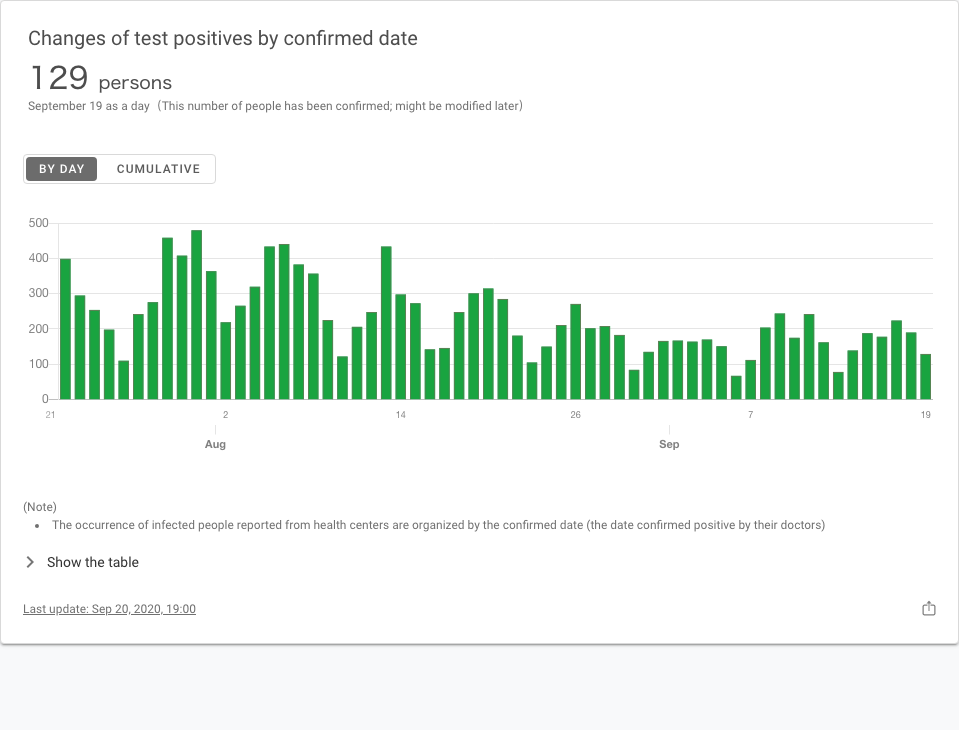 Changes of test positives by confirmed date
129 persons
September 19 as a day (This number of people has been confirmed; might be modified later)
BY DAY CUMULATIVE
500
400
300
200
100
0
21 2 14 26 7 19
Aug Sep
(Note)
• The occurrence of infected people reported from health centers are organized by the confirmed date (the date confirmed positive by their doctors)
Show the table
Last update: Sep 20, 2020, 19:00